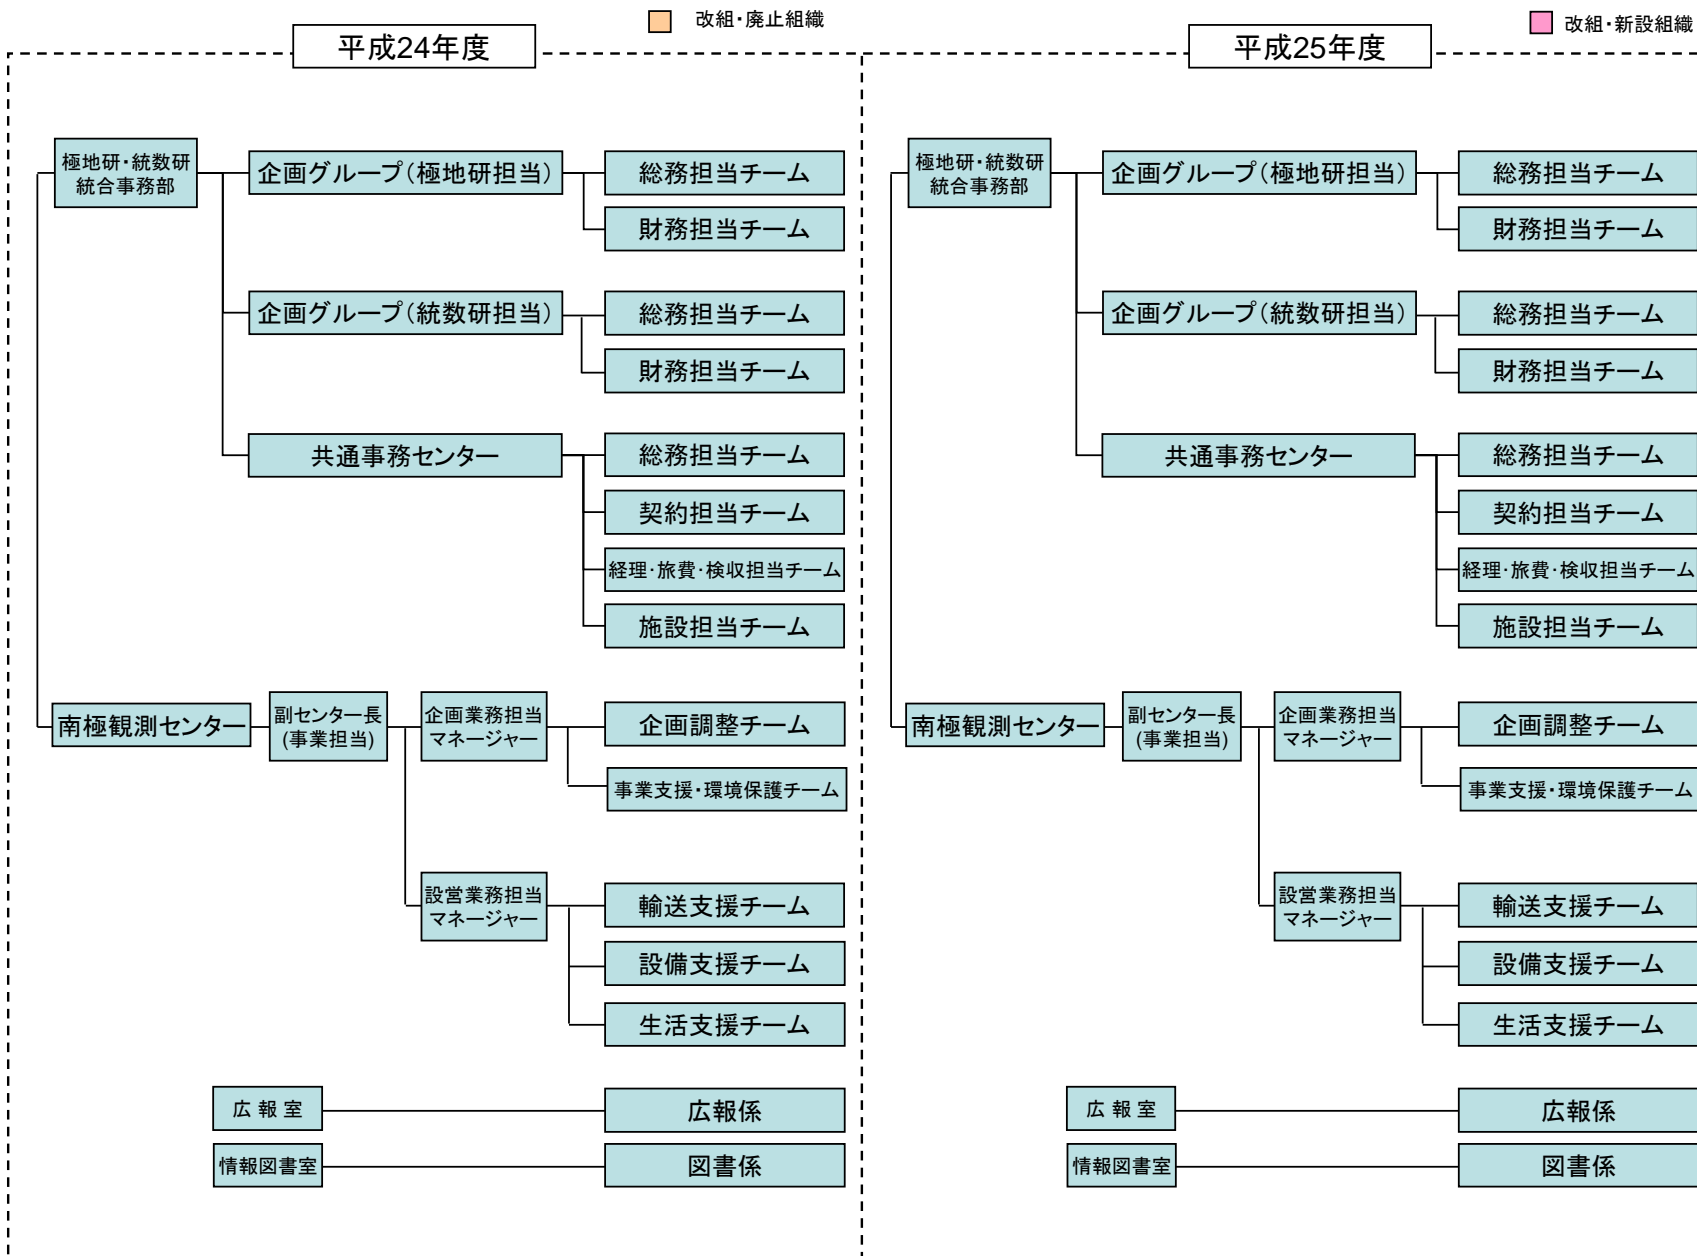 改組・廃止組織
改組・新設組織
平成24年度
極地研・統数研
統合事務部
企画グループ（極地研担当）
総務担当チーム
財務担当チーム
企画グループ（統数研担当）
総務担当チーム
財務担当チーム
共通事務センター
総務担当チーム
契約担当チーム
経理・旅費・検収担当チーム
施設担当チーム
南極観測センター
副センター長
(事業担当)
企画業務担当
マネージャー
企画調整チーム
事業支援・環境保護チーム
設営業務担当
マネージャー
輸送支援チーム
設備支援チーム
生活支援チーム
広 報 室
広報係
情報図書室
図書係
平成25年度
極地研・統数研
統合事務部
企画グループ（極地研担当）
総務担当チーム
財務担当チーム
企画グループ（統数研担当）
総務担当チーム
財務担当チーム
共通事務センター
総務担当チーム
契約担当チーム
経理・旅費・検収担当チーム
施設担当チーム
南極観測センター
副センター長
(事業担当)
企画業務担当
マネージャー
企画調整チーム
事業支援・環境保護チーム
設営業務担当
マネージャー
輸送支援チーム
設備支援チーム
生活支援チーム
広 報 室
広報係
情報図書室
図書係